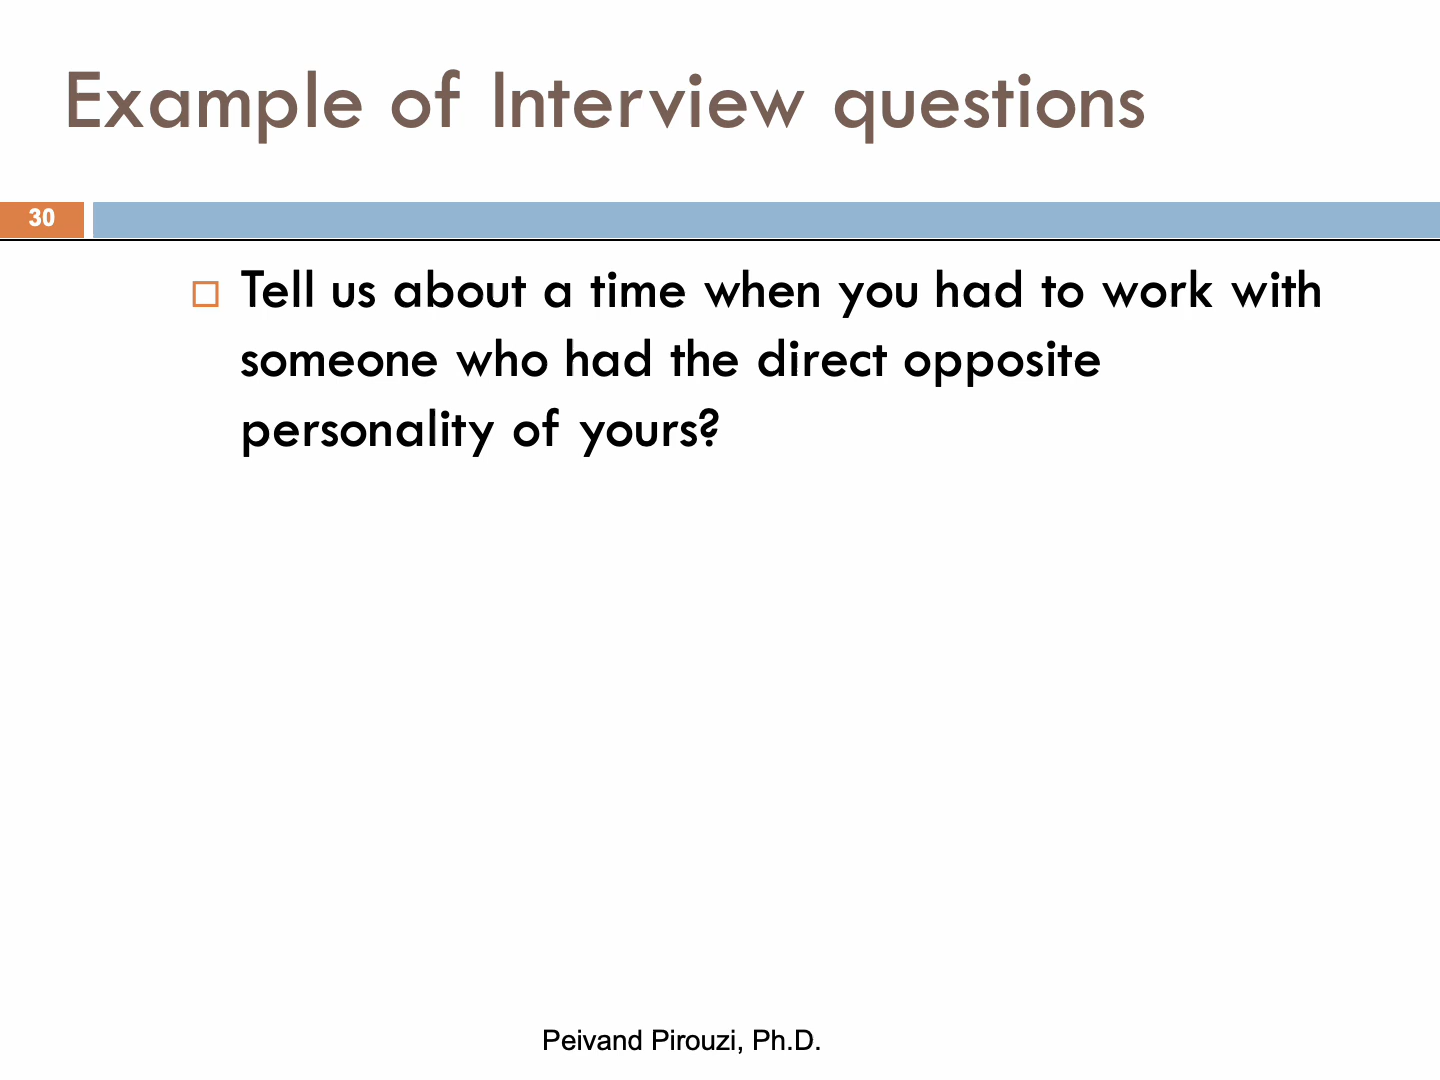 Example of Interview questions
30
Tell us about a time when you had to work with
someone who had the direct opposite
personality of yours?
Peivand Pirouzi, Ph.D.